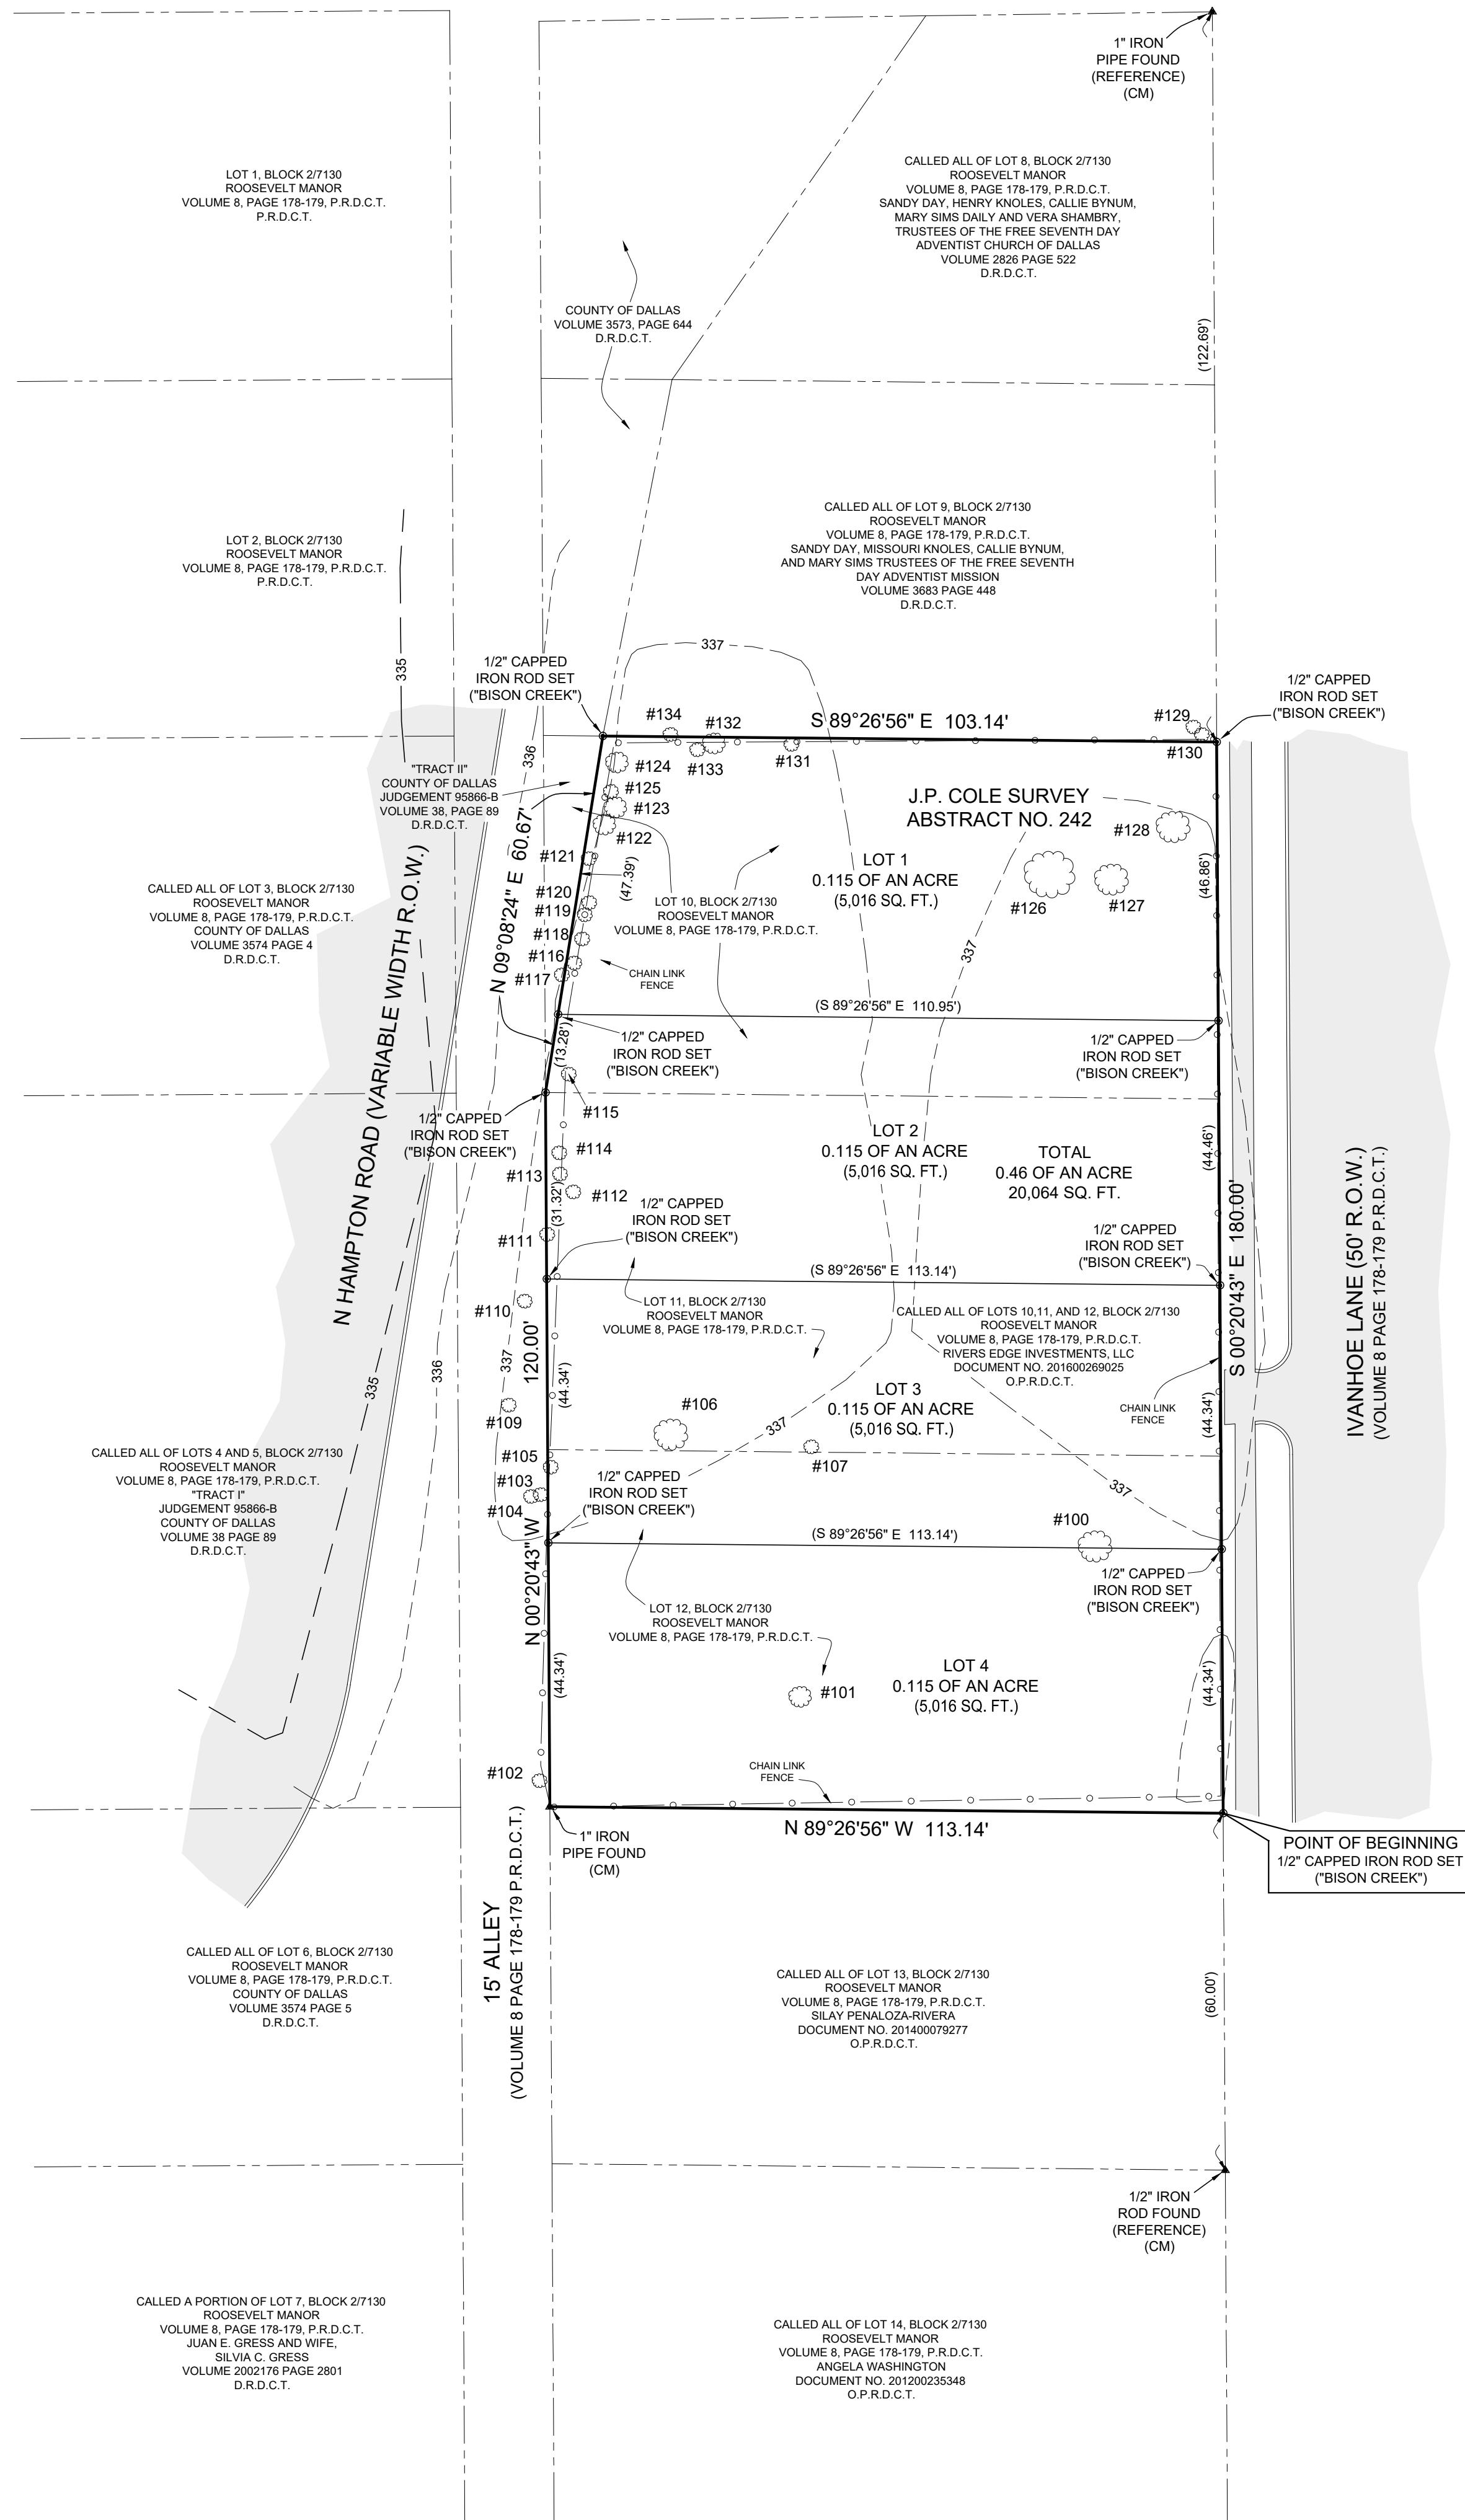 1" IRON
PIPE FOUND
(REFERENCE)
(CM)
LOT 1, BLOCK 2/7130
ROOSEVELT MANOR
VOLUME 8, PAGE 178-179, P.R.D.C.T.
P.R.D.C.T.
CALLED ALL OF LOT 8, BLOCK 2/7130
ROOSEVELT MANOR
VOLUME 8, PAGE 178-179, P.R.D.C.T.
SANDY DAY, HENRY KNOLES, CALLIE BYNUM,
MARY SIMS DAILY AND VERA SHAMBRY,
TRUSTEES OF THE FREE SEVENTH DAY
ADVENTIST CHURCH OF DALLAS
VOLUME 2826 PAGE 522
D.R.D.C.T.
COUNTY OF DALLAS
VOLUME 3573, PAGE 644
D.R.D.C.T.
(122.69')
LOT 2, BLOCK 2/7130
ROOSEVELT MANOR
VOLUME 8, PAGE 178-179, P.R.D.C.T.
P.R.D.C.T.
CALLED ALL OF LOT 9, BLOCK 2/7130
ROOSEVELT MANOR
VOLUME 8, PAGE 178-179, P.R.D.C.T.
SANDY DAY, MISSOURI KNOLES, CALLIE BYNUM,
AND MARY SIMS TRUSTEES OF THE FREE SEVENTH
DAY ADVENTIST MISSION
VOLUME 3683 PAGE 448
D.R.D.C.T.
335
337
1/2" CAPPED
IRON ROD SET
("BISON CREEK")
1/2" CAPPED
IRON ROD SET
("BISON CREEK")
#134
#132
S 89°26'56" E  103.14'
#129
#130
#133
#131
336
#124
"TRACT II"
COUNTY OF DALLAS
JUDGEMENT 95866-B
VOLUME 38, PAGE 89
D.R.D.C.T.
#125
#123
#122
#121
J.P. COLE SURVEY
ABSTRACT NO. 242
#128
N 09°08'24" E  60.67'
(47.39')
LOT 1
0.115 OF AN ACRE
(5,016 SQ. FT.)
#126
#127
(46.86')
#120
#119
#118
#116
#117
LOT 10, BLOCK 2/7130
ROOSEVELT MANOR
VOLUME 8, PAGE 178-179, P.R.D.C.T.
CALLED ALL OF LOT 3, BLOCK 2/7130
ROOSEVELT MANOR
VOLUME 8, PAGE 178-179, P.R.D.C.T.
COUNTY OF DALLAS
VOLUME 3574 PAGE 4
D.R.D.C.T.
337
CHAIN LINK
FENCE
(S 89°26'56" E  110.95')
(13.28')
1/2" CAPPED
IRON ROD SET
("BISON CREEK")
1/2" CAPPED
IRON ROD SET
("BISON CREEK")
N HAMPTON ROAD (VARIABLE WIDTH R.O.W.)
1/2" CAPPED
IRON ROD SET
("BISON CREEK")
#115
#114
#113
#112
(31.32')
LOT 2
0.115 OF AN ACRE
(5,016 SQ. FT.)
TOTAL
0.46 OF AN ACRE
20,064 SQ. FT.
(44.46')
S 00°20'43" E  180.00'
IVANHOE LANE (50' R.O.W.)
(VOLUME 8 PAGE 178-179 P.R.D.C.T.)
1/2" CAPPED
IRON ROD SET
("BISON CREEK")
1/2" CAPPED
IRON ROD SET
("BISON CREEK")
#111
(S 89°26'56" E  113.14')
#110
LOT 11, BLOCK 2/7130
ROOSEVELT MANOR
VOLUME 8, PAGE 178-179, P.R.D.C.T.
CALLED ALL OF LOTS 10,11, AND 12, BLOCK 2/7130
ROOSEVELT MANOR
VOLUME 8, PAGE 178-179, P.R.D.C.T.
RIVERS EDGE INVESTMENTS, LLC
DOCUMENT NO. 201600269025
O.P.R.D.C.T.
335
336
337
N 00°20'43" W  120.00'
(44.34')
LOT 3
0.115 OF AN ACRE
(5,016 SQ. FT.)
CHAIN LINK
FENCE
(44.34')
#109
#106
337
#107
CALLED ALL OF LOTS 4 AND 5, BLOCK 2/7130
ROOSEVELT MANOR
VOLUME 8, PAGE 178-179, P.R.D.C.T.
"TRACT I"
JUDGEMENT 95866-B
COUNTY OF DALLAS
VOLUME 38 PAGE 89
D.R.D.C.T.
#105
#103
#104
1/2" CAPPED
IRON ROD SET
("BISON CREEK")
337
#100
(S 89°26'56" E  113.14')
1/2" CAPPED
IRON ROD SET
("BISON CREEK")
LOT 12, BLOCK 2/7130
ROOSEVELT MANOR
VOLUME 8, PAGE 178-179, P.R.D.C.T.
(44.34')
#101
LOT 4
0.115 OF AN ACRE
(5,016 SQ. FT.)
(44.34')
#102
CHAIN LINK
FENCE
1" IRON
PIPE FOUND
(CM)
N 89°26'56" W  113.14'
POINT OF BEGINNING
1/2" CAPPED IRON ROD SET
("BISON CREEK")
15' ALLEY
(VOLUME 8 PAGE 178-179 P.R.D.C.T.)
CALLED ALL OF LOT 6, BLOCK 2/7130
ROOSEVELT MANOR
VOLUME 8, PAGE 178-179, P.R.D.C.T.
COUNTY OF DALLAS
VOLUME 3574 PAGE 5
D.R.D.C.T.
CALLED ALL OF LOT 13, BLOCK 2/7130
ROOSEVELT MANOR
VOLUME 8, PAGE 178-179, P.R.D.C.T.
SILAY PENALOZA-RIVERA
DOCUMENT NO. 201400079277
O.P.R.D.C.T.
(60.00')
1/2" IRON
ROD FOUND
(REFERENCE)
(CM)
CALLED A PORTION OF LOT 7, BLOCK 2/7130
ROOSEVELT MANOR
VOLUME 8, PAGE 178-179, P.R.D.C.T.
JUAN E. GRESS AND WIFE,
SILVIA C. GRESS
VOLUME 2002176 PAGE 2801
D.R.D.C.T.
CALLED ALL OF LOT 14, BLOCK 2/7130
ROOSEVELT MANOR
VOLUME 8, PAGE 178-179, P.R.D.C.T.
ANGELA WASHINGTON
DOCUMENT NO. 201200235348
O.P.R.D.C.T.